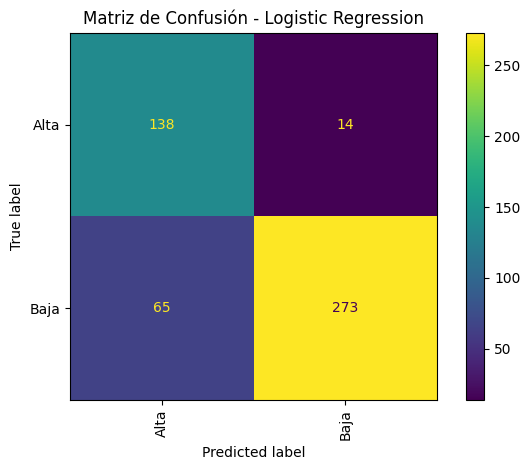 Matriz de Confusión - Logistic Regression
Alta
138
14
Baja
65
273
Alta
Baja
Predicted label
True label
250
200
150
100
50